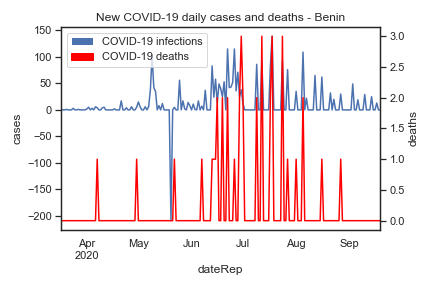 New COVID-19 daily cases and deaths - Benin
COVID-19 infections
COVID-19 deaths
150
100
50
0
−50
−100
−150
−200
cases
3.0
2.5
2.0
1.5
1.0
0.5
0.0
deaths
Apr May Jun Jul Aug Sep
2020
dateRep